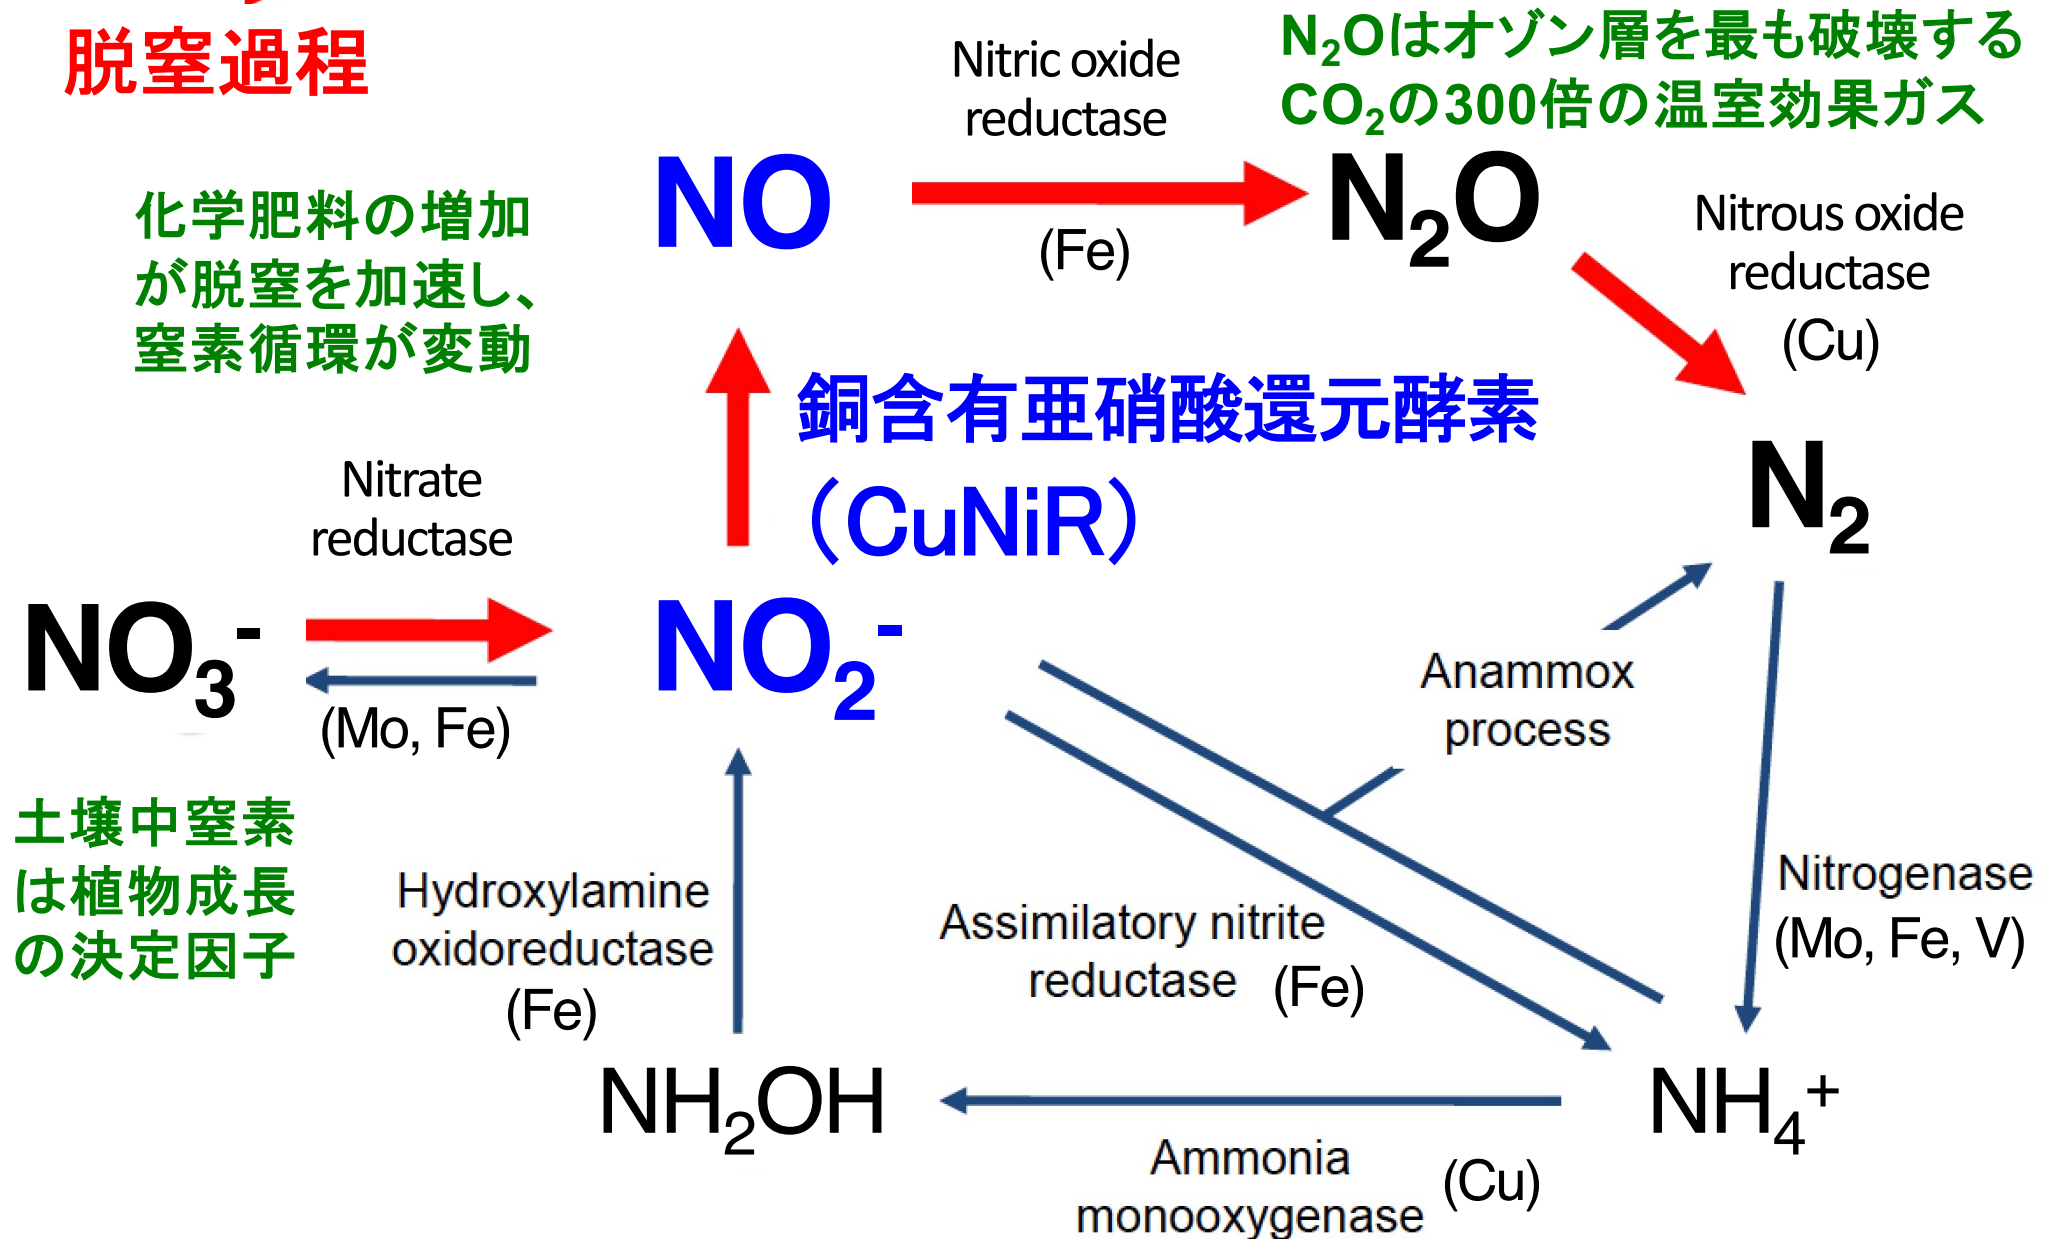 脱窒過程
Nitric oxide
reductase
(Fe)
N₂Oはオゾン層を最も破壊する
CO₂の300倍の温室効果ガス
化学肥料の増加
が脱窒を加速し、
窒素循環が変動
NO
N₂O
Nitrous oxide
reductase
(Cu)
銅含有亜硝酸還元酵素
（CuNiR）
N₂
Nitrate
reductase
NO₃⁻
(Mo, Fe)
NO₂⁻
Anammox
process
土壌中窒素
は植物成長
の決定因子
Hydroxylamine
oxidoreductase
(Fe)
Assimilatory nitrite
reductase (Fe)
Nitrogenase
(Mo, Fe, V)
NH₂OH
NH₄⁺
Ammonia
monooxygenase (Cu)